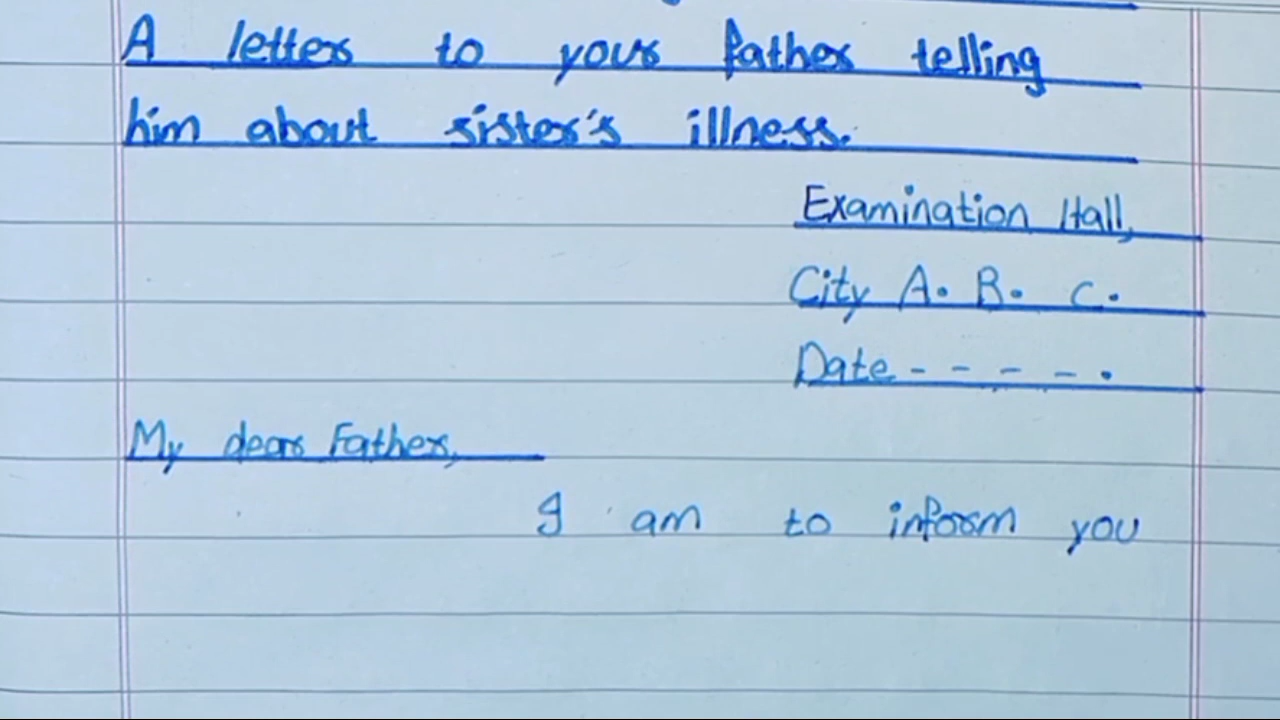 A letter to your father telling
him about sister's illness.
Examination Hall,
City A. B. C.
Date - - - - .
My dear Father,
I am to inform you